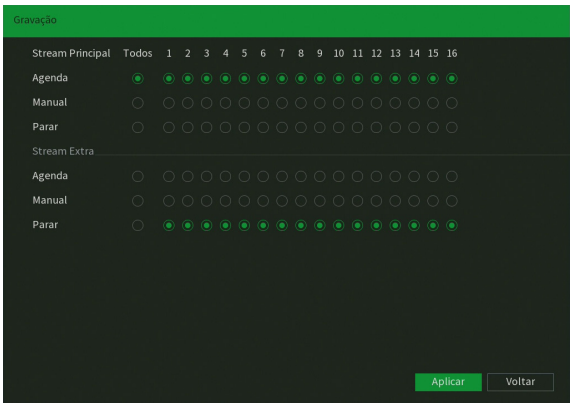 Gravação
Stream Principal Todos 1 2 3 4 5 6 7 8 9 10 11 12 13 14 15 16
Agenda
Manual
Parar
Stream Extra
Agenda
Manual
Parar
Aplicar Voltar